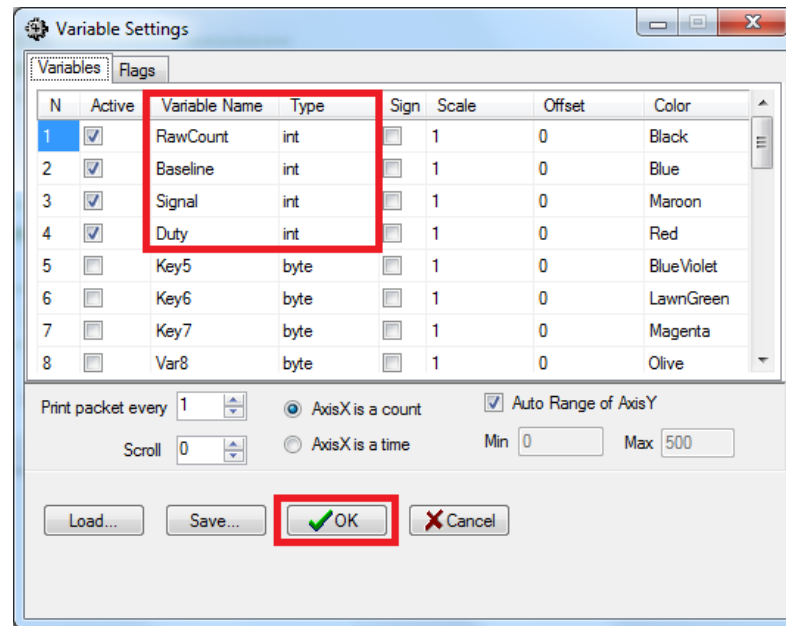 Variable Settings
Variables Flags
N Active Variable Name Type Sign Scale Offset Color
1 RawCount int 1 0 Black
2 Baseline int 1 0 Blue
3 Signal int 1 0 Maroon
4 Duty int 1 0 Red
5 Key5 byte 1 0 BlueViolet
6 Key6 byte 1 0 LawnGreen
7 Key7 byte 1 0 Magenta
8 Var8 byte 1 0 Olive
Print packet every 1 AxisX is a count Auto Range of AxisY
Scroll 0 AxisX is a time Min 0 Max 500
Load... Save... OK Cancel